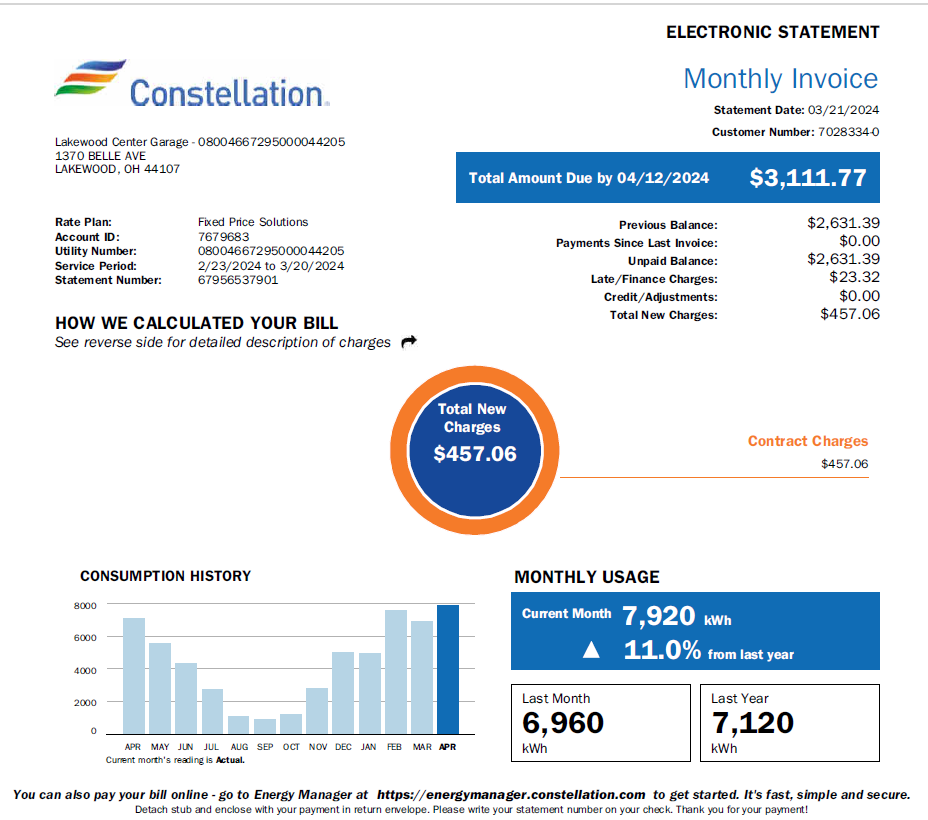 ELECTRONIC STATEMENT
Constellation.
Monthly Invoice
Statement Date: 03/21/2024
Customer Number: 7028334-0
Lakewood Center Garage - 08004667295000044205
1370 BELLE AVE
LAKEWOOD, OH 44107
Total Amount Due by 04/12/2024 $3,111.77
Rate Plan: Fixed Price Solutions
Account ID: 7679683
Utility Number: 08004667295000044205
Service Period: 2/23/2024 to 3/20/2024
Statement Number: 67956537901
Previous Balance: $2,631.39
Payments Since Last Invoice: $0.00
Unpaid Balance: $2,631.39
Late/Finance Charges: $23.32
Credit/Adjustments: $0.00
Total New Charges: $457.06
HOW WE CALCULATED YOUR BILL
See reverse side for detailed description of charges
Total New
Charges
$457.06
Contract Charges
$457.06
CONSUMPTION HISTORY
8000
6000
4000
2000
0
APR MAY JUN JUL AUG SEP OCT NOV DEC JAN FEB MAR APR
Current month's reading is Actual.
MONTHLY USAGE
Current Month 7,920 kWh
▲ 11.0% from last year
Last Month
6,960
kWh
Last Year
7,120
kWh
You can also pay your bill online - go to Energy Manager at https://energymanager.constellation.com to get started. It's fast, simple and secure.
Detach stub and enclose with your payment in return envelope. Please write your statement number on your check. Thank you for your payment!